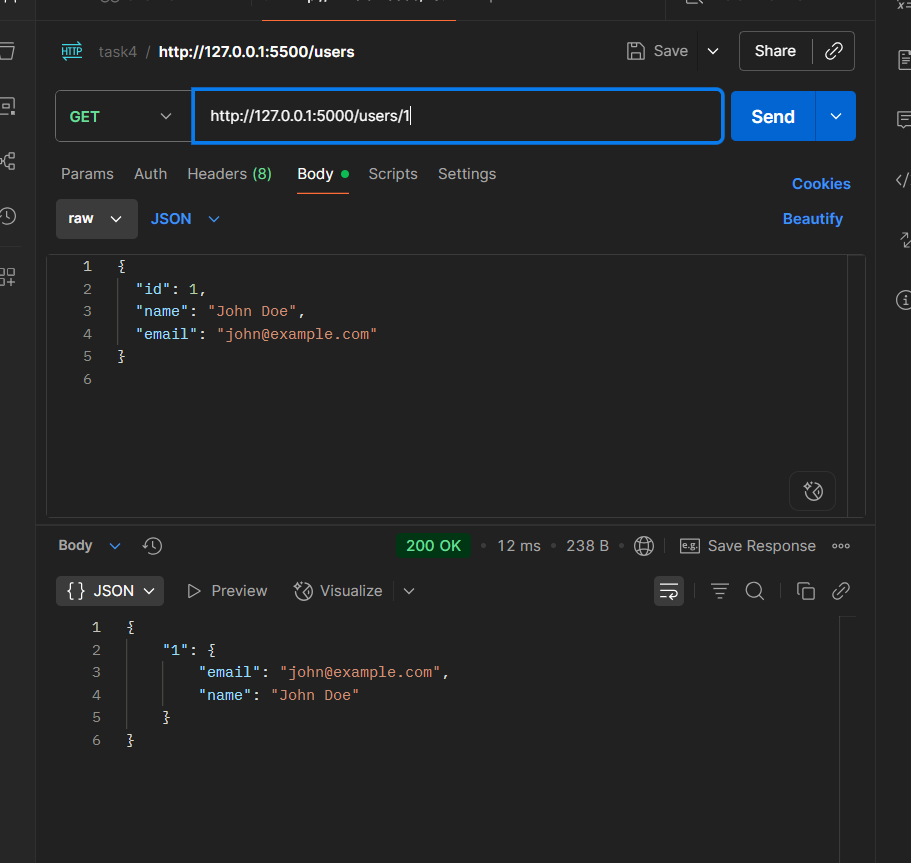 HTTP task4 / http://127.0.0.1:5500/users Save Share
GET http://127.0.0.1:5000/users/1 Send
Params Auth Headers (8) Body Scripts Settings Cookies
raw JSON Beautify
1 {
2 "id": 1,
3 "name": "John Doe",
4 "email": "john@example.com"
5 }
6
Body 200 OK • 12 ms • 238 B • e.g. Save Response
{} JSON Preview Visualize
1 {
2 "1": {
3 "email": "john@example.com",
4 "name": "John Doe"
5 }
6 }